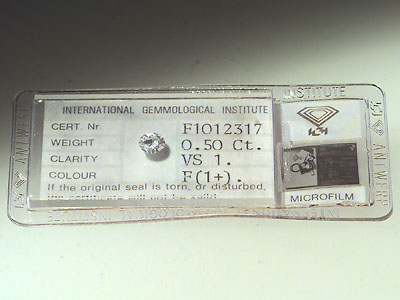 INSTITUTE
INTERNATIONAL GEMMOLOGICAL INSTITUTE
CERT. Nr. F1012317
WEIGHT 0.50 Ct.
CLARITY VS 1.
COLOUR F(1+).
If the original seal is torn, or disturbed,
MICROFILM
ANTWERP